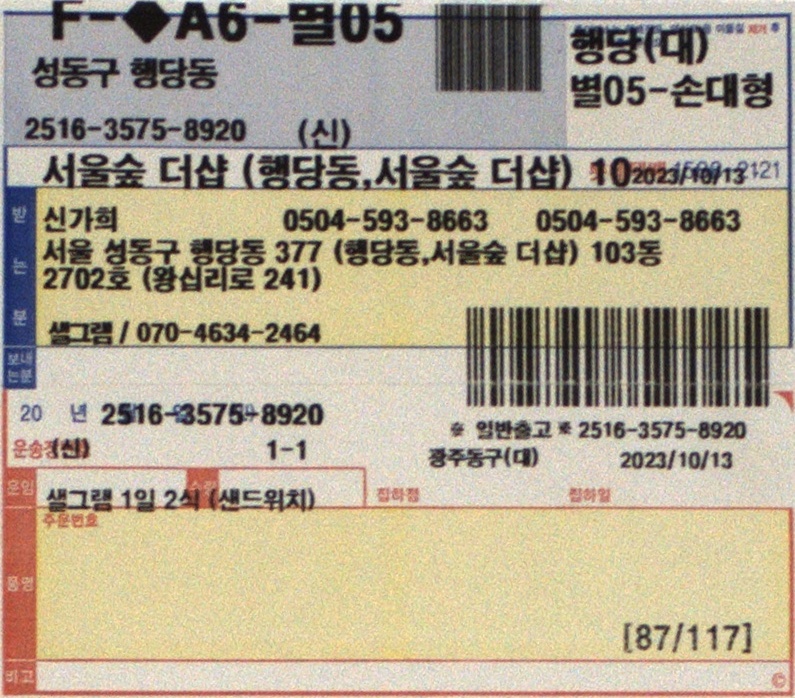 F-◆A6-멸05
성동구 행당동
행당(대)
별05-손대형
2516-3575-8920 (신)
서울숲 더샵 (행당동,서울숲 더샵) 10
2023/10/13
받는분
신가희 0504-593-8663 0504-593-8663
서울 성동구 행당동 377 (행당동,서울숲 더샵) 103동
2702호 (왕십리로 241)
샐그램 / 070-4634-2464
보내는분
20 년 2516-3575-8920
(신) 1-1
※ 일반출고 ※ 2516-3575-8920
광주동구(대) 2023/10/13
운임 샐그램 1일 2식 (샌드위치)
집하점 집하일
주문번호
품명
[87/117]
비고